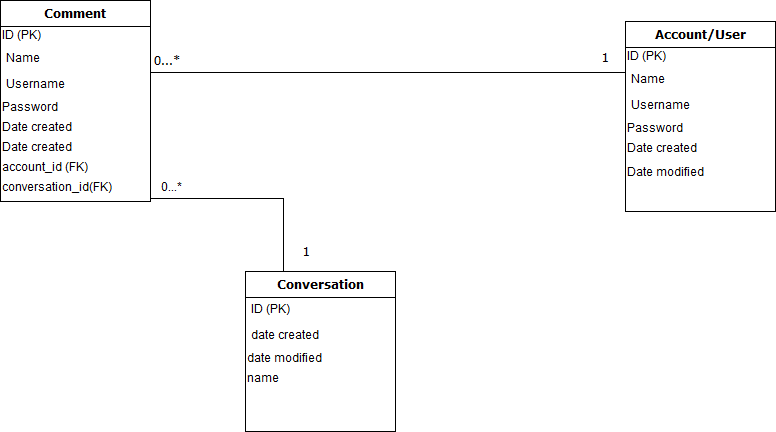 Comment
ID (PK)
Name
Username
Password
Date created
Date created
account_id (FK)
conversation_id(FK)
0...*
1
Account/User
ID (PK)
Name
Username
Password
Date created
Date modified
0...*
1
Conversation
ID (PK)
date created
date modified
name